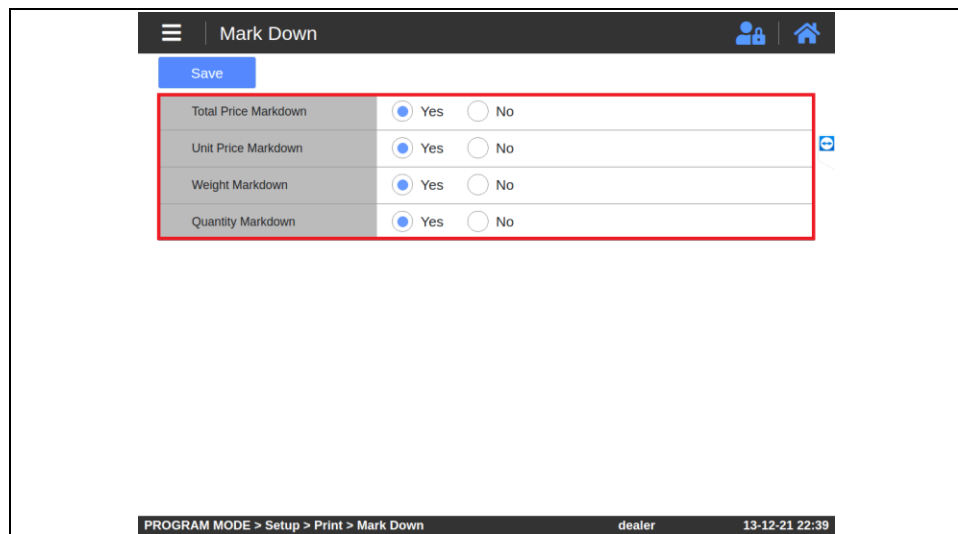 Mark Down
Save
Total Price Markdown Yes No
Unit Price Markdown Yes No
Weight Markdown Yes No
Quantity Markdown Yes No
PROGRAM MODE > Setup > Print > Mark Down dealer 13-12-21 22:39